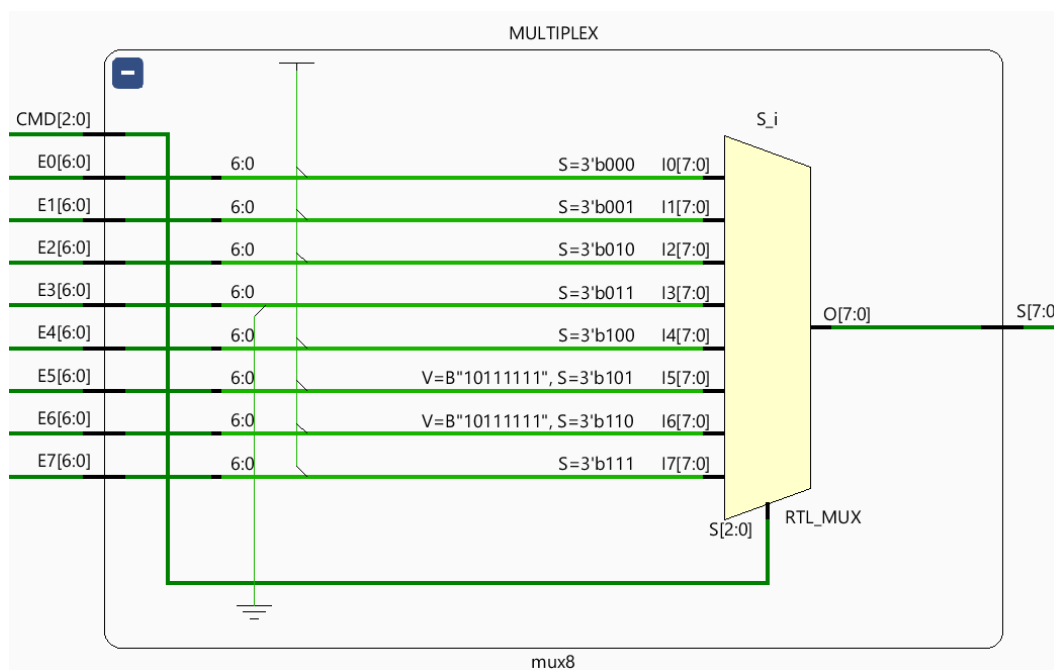 MULTIPLEX
CMD[2:0]
S_i
E0[6:0] 6:0 S=3'b000 I0[7:0]
E1[6:0] 6:0 S=3'b001 I1[7:0]
E2[6:0] 6:0 S=3'b010 I2[7:0]
E3[6:0] 6:0 S=3'b011 I3[7:0]
O[7:0] S[7:0
E4[6:0] 6:0 S=3'b100 I4[7:0]
E5[6:0] 6:0 V=B"10111111", S=3'b101 I5[7:0]
E6[6:0] 6:0 V=B"10111111", S=3'b110 I6[7:0]
E7[6:0] 6:0 S=3'b111 I7[7:0]
RTL_MUX
S[2:0]
mux8